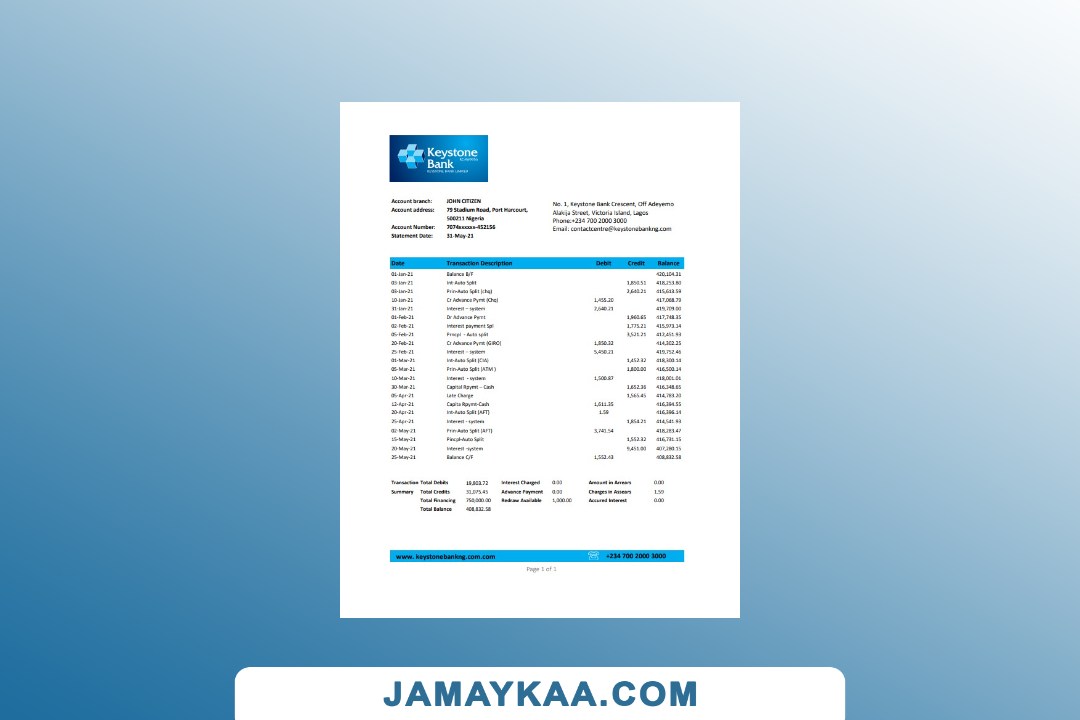 Keystone
Bank
KEYSTONE BANK LIMITED
Account branch: JOHN CITIZEN
Account address: 79 Stadium Road, Port Harcourt,
500211 Nigeria
Account Number: 7074xxxxxx-452156
Statement Date: 31-May-21
No. 1, Keystone Bank Crescent, Off Adeyemo
Alakija Street, Victoria Island, Lagos
Phone:+234 700 2000 3000
Email: contactcentre@keystonebankng.com
Date Transaction Description Debit Credit Balance
01-Jan-21 Balance B/F 420,104.31
03-Jan-21 Int-Auto Split 1,850.51 418,253.80
03-Jan-21 Prin-Auto Split (chq) 2,640.21 415,613.59
10-Jan-21 Cr Advance Pymt (Chq) 1,455.20 417,068.79
31-Jan-21 Interest – system 2,640.21 419,709.00
01-Feb-21 Dr Advance Pymt 1,960.65 417,748.35
02-Feb-21 Interest payment Spl 1,775.21 415,973.14
05-Feb-21 Princpl - Auto split 3,521.21 412,451.93
20-Feb-21 Cr Advance Pymt (GIRO) 1,850.32 414,302.25
25-Feb-21 Interest - system 5,450.21 419,752.46
01-Mar-21 Int-Auto Split (CIA) 1,452.32 418,300.14
05-Mar-21 Prin-Auto Split (ATM ) 1,800.00 416,500.14
10-Mar-21 Interest - system 1,500.87 418,001.01
30-Mar-21 Capital Rpymt – Cash 1,652.36 416,348.65
05-Apr-21 Late Charge 1,565.45 414,783.20
12-Apr-21 Capita Rpymt-Cash 1,611.35 416,394.55
20-Apr-21 Int-Auto Split (AFT) 1.59 416,396.14
25-Apr-21 Interest - system 1,854.21 414,541.93
02-May-21 Prin-Auto Split (AFT) 3,741.54 418,283.47
15-May-21 Pincpl-Auto Split 1,552.32 416,731.15
20-May-21 Interest -system 9,451.00 407,280.15
25-May-21 Balance C/F 1,552.43 408,832.58
Transaction Total Debits 19,803.72 Interest Charged 0.00 Amount in Arrears 0.00
Summary Total Credits 31,075.45 Advance Payment 0.00 Charges in Assears 1.59
Total Financing 750,000.00 Redraw Available 1,000.00 Accured Interest 0.00
Total Balance 408,832.58
www. keystonebankng.com.com +234 700 2000 3000
Page 1 of 1
JAMAYKAA.COM